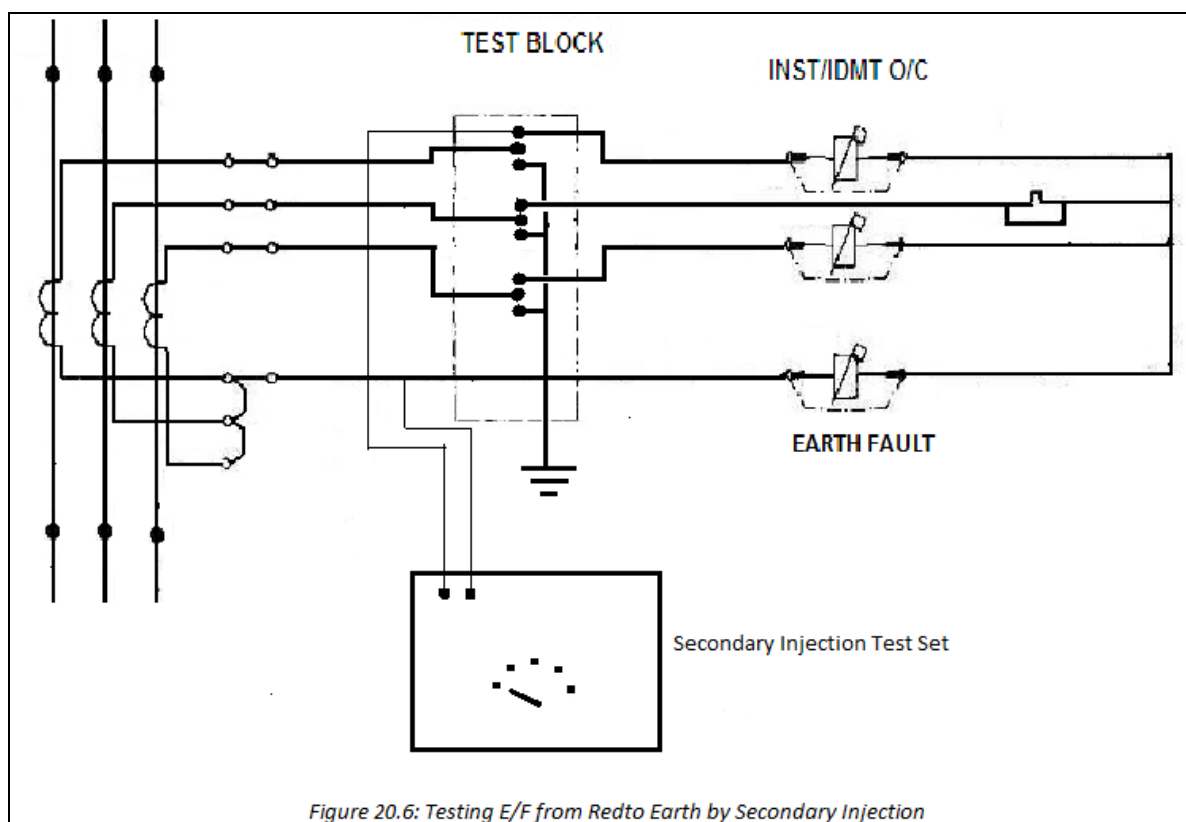 TEST BLOCK
INST/IDMT O/C
EARTH FAULT
Secondary Injection Test Set
Figure 20.6: Testing E/F from Redto Earth by Secondary Injection